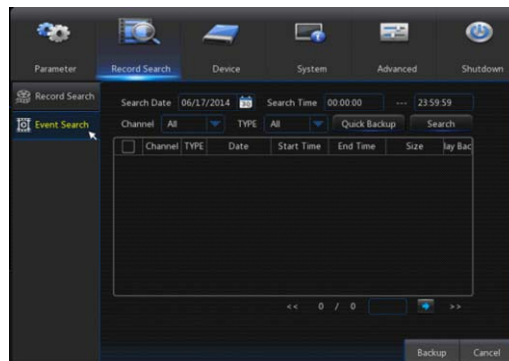 Parameter Record Search Device System Advanced Shutdown
Record Search
Event Search
Search Date 06/17/2014 30 Search Time 00:00:00 --- 23:59:59
Channel All TYPE All Quick Backup Search
Channel TYPE Date Start Time End Time Size lay Bac
<< 0 / 0 >>
Backup Cancel